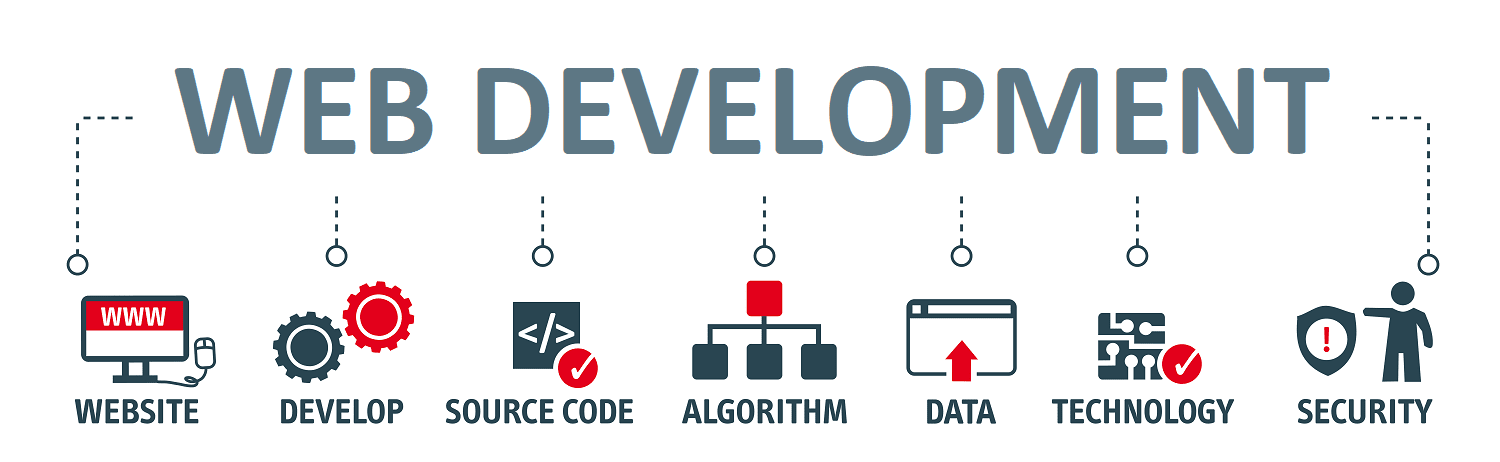 WEB DEVELOPMENT
WWW
</>
!
WEBSITE
DEVELOP
SOURCE CODE
ALGORITHM
DATA
TECHNOLOGY
SECURITY